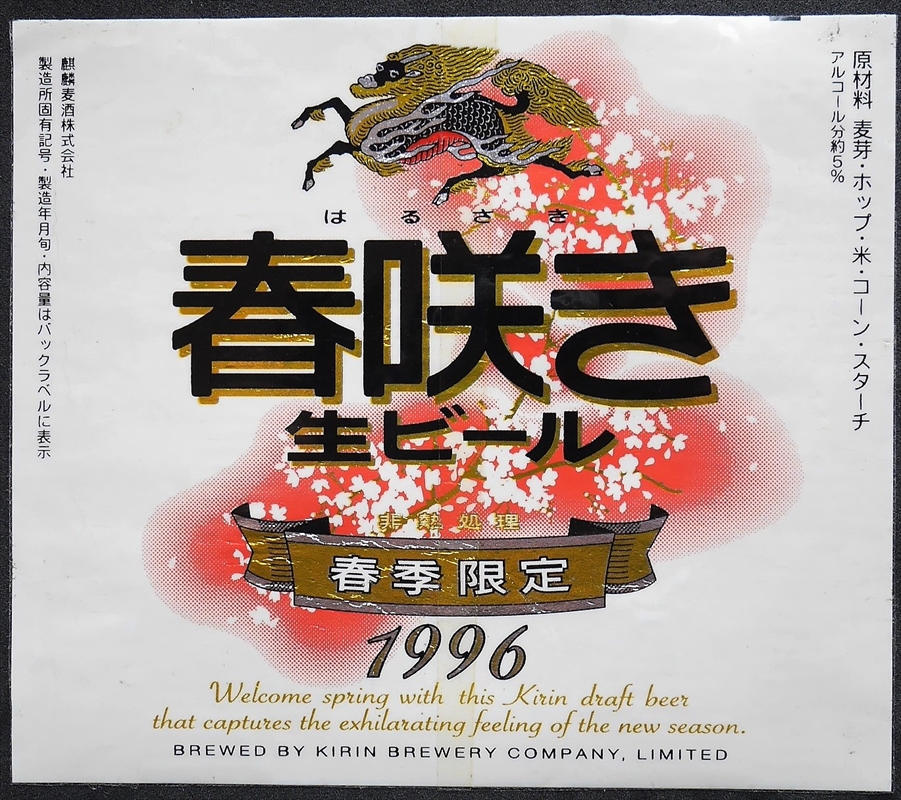 原材料 麦芽・ホップ・米・コーン・スターチ
アルコール分約5%
麒麟麦酒株式会社
製造所固有記号・製造年月旬・内容量はバックラベルに表示
はるさき
春咲き
生ビール
非熱処理
春季限定
1996
Welcome spring with this Kirin draft beer
that captures the exhilarating feeling of the new season.
BREWED BY KIRIN BREWERY COMPANY, LIMITED